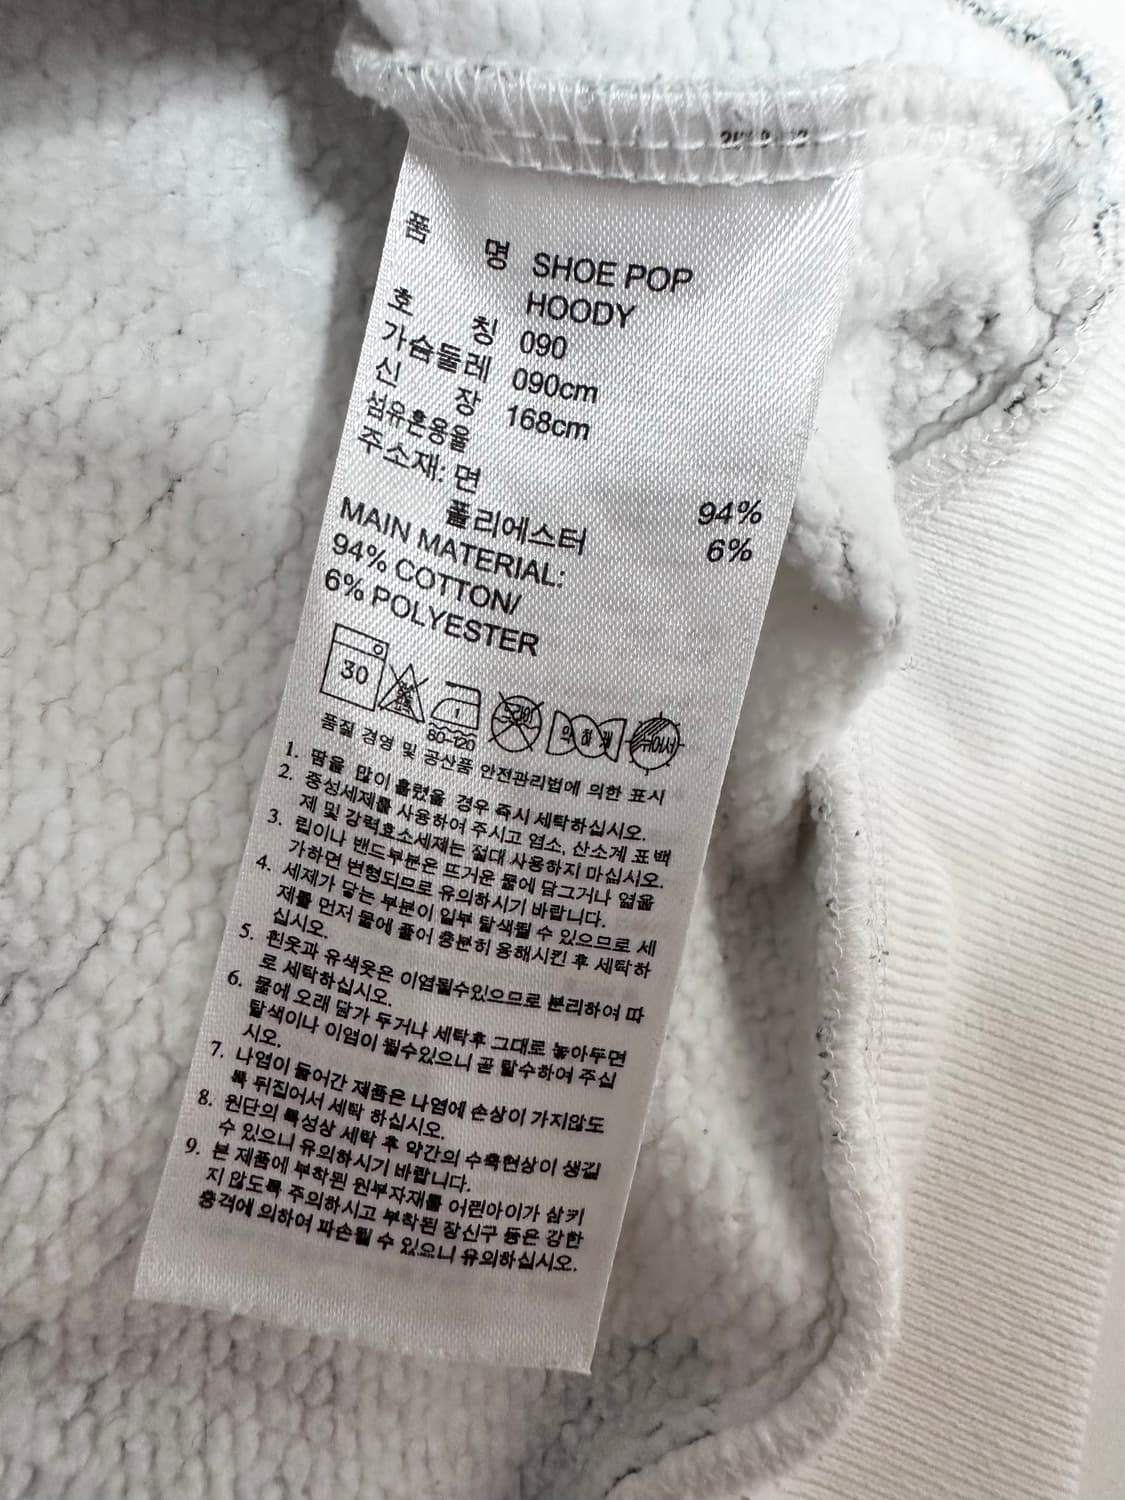 품 명 SHOE POP
HOODY
호 칭 090
가슴둘레 090cm
신 장 168cm
섬유혼용율
주소재: 면 94%
폴리에스터 6%
MAIN MATERIAL:
94% COTTON/
6% POLYESTER
30
80~120
드라이
약하게
뉘어서
품질 경영 및 공산품 안전관리법에 의한 표시
1. 땀을 많이 흘렸을 경우 즉시 세탁하십시오.
2. 중성세제를 사용하여 주시고 염소, 산소계 표백
제 및 강력효소세제는 절대 사용하지 마십시오.
3. 립이나 밴드부분은 뜨거운 물에 담그거나 열을
가하면 변형되므로 유의하시기 바랍니다.
4. 세제가 닿는 부분이 일부 탈색될 수 있으므로 세
제를 먼저 물에 풀어 충분히 용해시킨 후 세탁하
십시오.
5. 흰옷과 유색옷은 이염될수있으므로 분리하여 따
로 세탁하십시오.
6. 물에 오래 담가 두거나 세탁후 그대로 놓아두면
탈색이나 이염이 될수있으니 곧 탈수하여 주십
시오.
7. 나염이 들어간 제품은 나염에 손상이 가지않도
록 뒤집어서 세탁 하십시오.
8. 원단의 특성상 세탁 후 약간의 수축현상이 생길
수 있으니 유의하시기 바랍니다.
9. 본 제품에 부착된 원부자재를 어린아이가 삼키
지 않도록 주의하시고 부착된 장신구 등은 강한
충격에 의하여 파손될 수 있으니 유의하십시오.